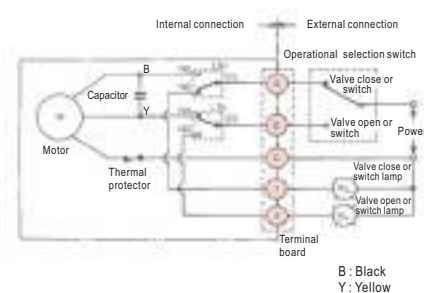 Internal connection
External connection
Operational selection switch
B
Capacitor
Y
Motor
Thermal
protector
Valve close or
switch
Valve open or
switch
Power
Valve close or
switch lamp
Valve open or
switch lamp
Terminal
board
B : Black
Y : Yellow